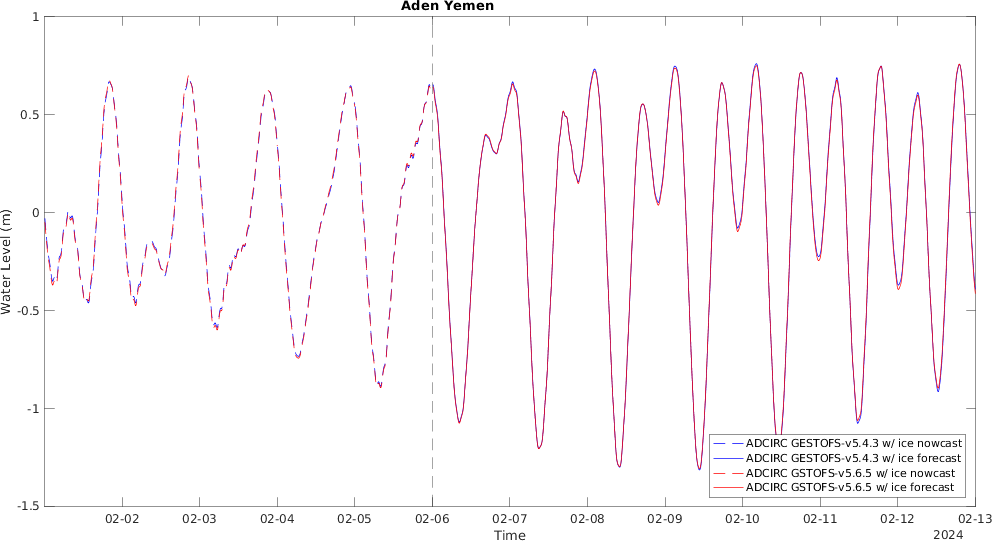 Aden Yemen
Water Level (m)
1
0.5
0
-0.5
-1
-1.5
02-02 02-03 02-04 02-05 02-06 02-07 02-08 02-09 02-10 02-11 02-12 02-13
Time
2024
ADCIRC GESTOFS-v5.4.3 w/ ice nowcast
ADCIRC GESTOFS-v5.4.3 w/ ice forecast
ADCIRC GSTOFS-v5.6.5 w/ ice nowcast
ADCIRC GSTOFS-v5.6.5 w/ ice forecast